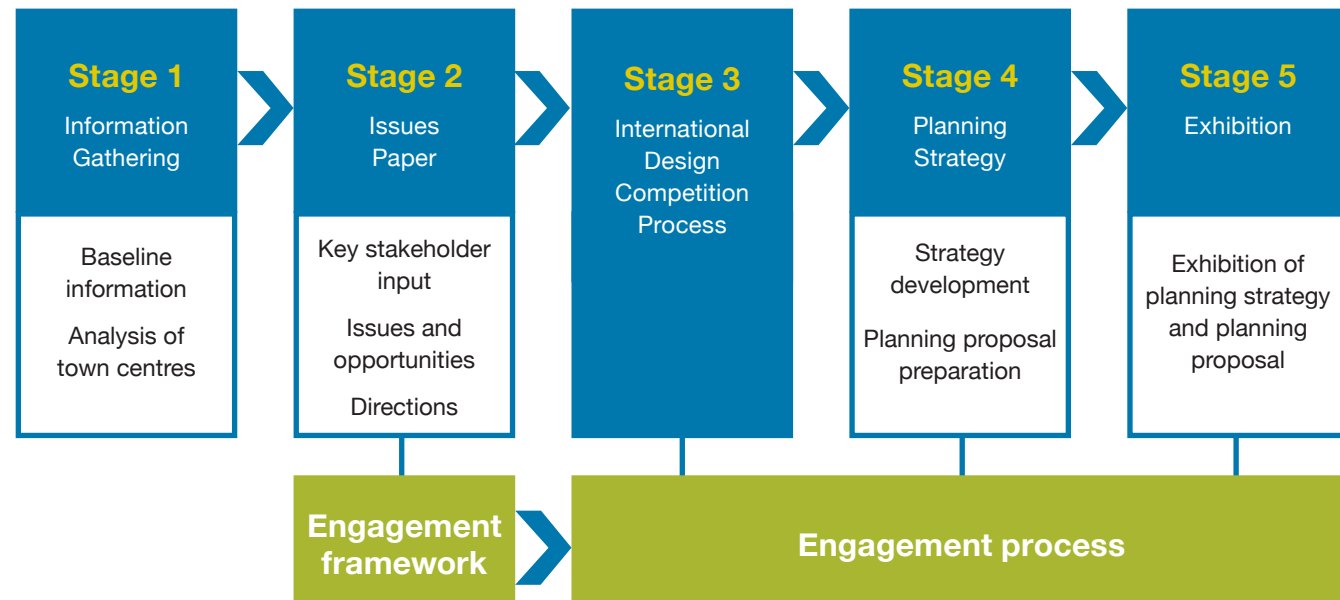 Stage 1
Information
Gathering
Baseline
information
Analysis of
town centres
Stage 2
Issues
Paper
Key stakeholder
input
Issues and
opportunities
Directions
Stage 3
International
Design
Competition
Process
Stage 4
Planning
Strategy
Strategy
development
Planning proposal
preparation
Stage 5
Exhibition
Exhibition of
planning strategy
and planning
proposal
Engagement
framework
Engagement process